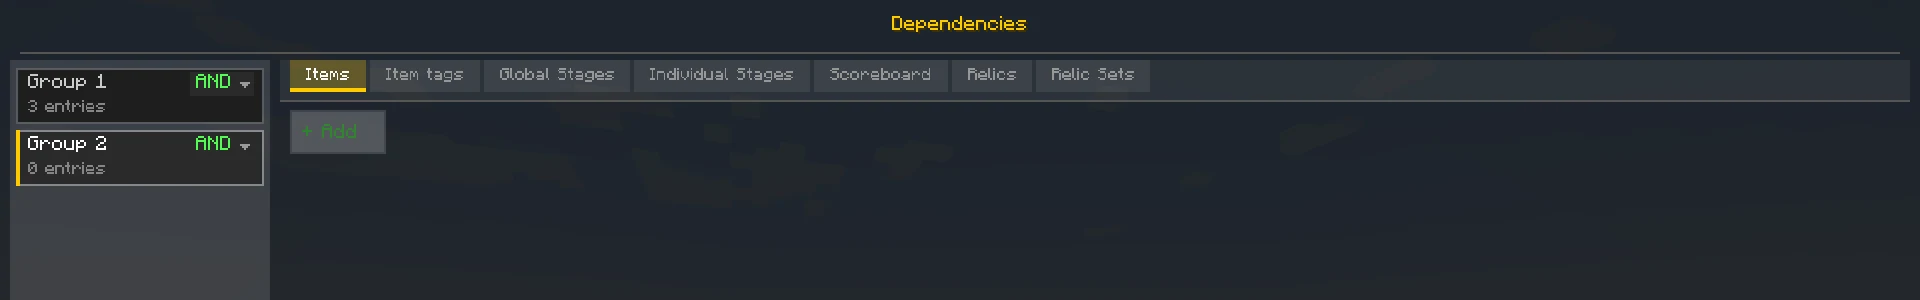 Dependencies
Group 1 AND
3 entries
Group 2 AND
0 entries
Items Item tags Global Stages Individual Stages Scoreboard Relics Relic Sets
+ Add